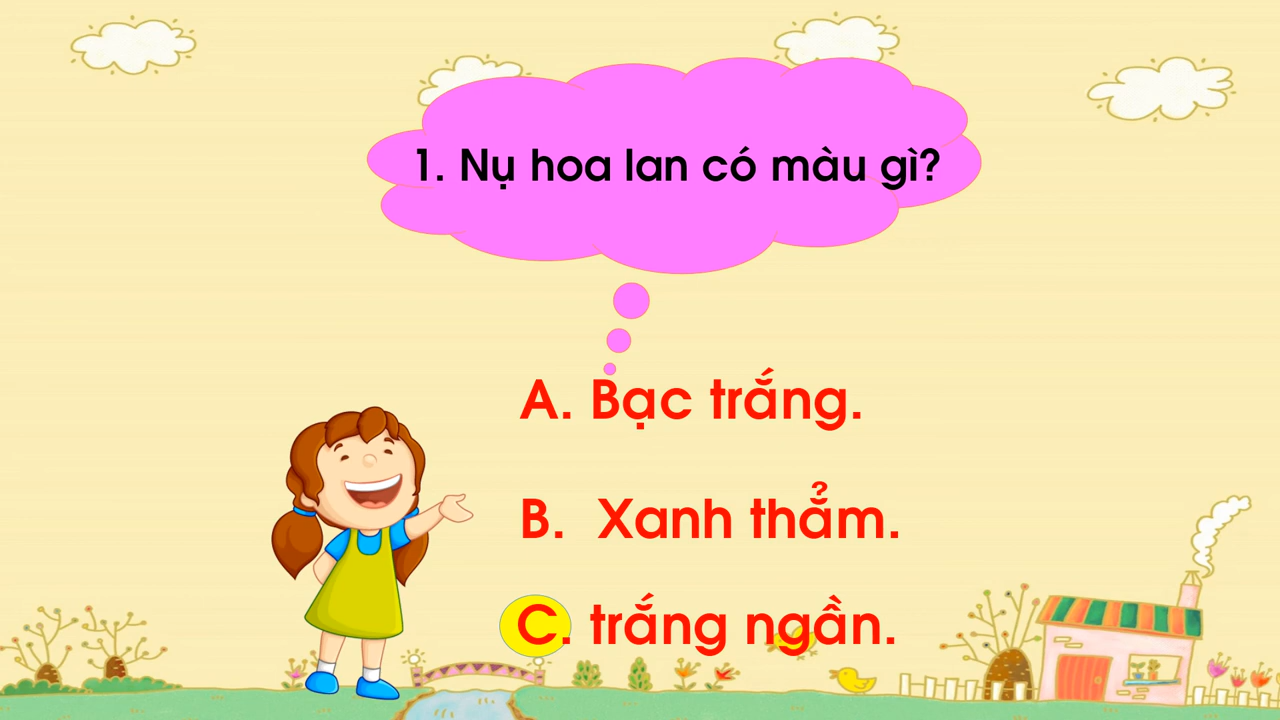 1. Nụ hoa lan có màu gì?
A. Bạc trắng.
B. Xanh thẳm.
C. trắng ngần.